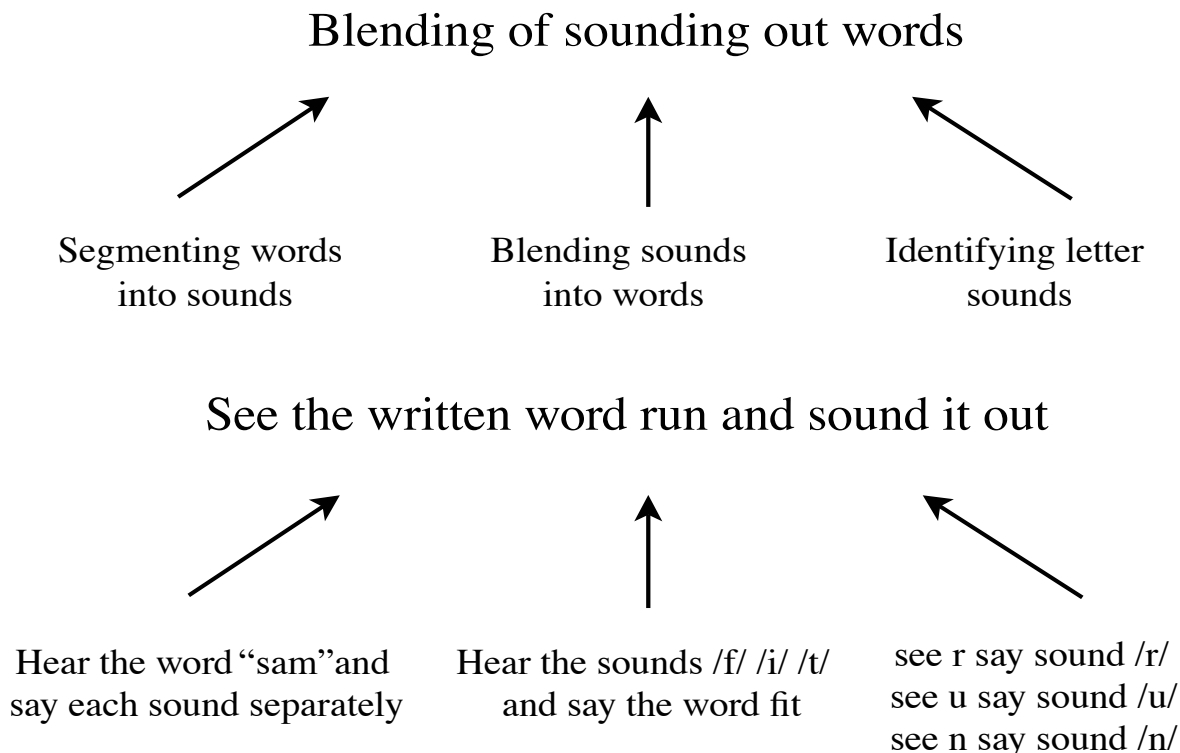 Blending of sounding out words
Segmenting words
into sounds
Blending sounds
into words
Identifying letter
sounds
See the written word run and sound it out
Hear the word “sam”and
say each sound separately
Hear the sounds /f/ /i/ /t/
and say the word fit
see r say sound /r/
see u say sound /u/
see n say sound /n/